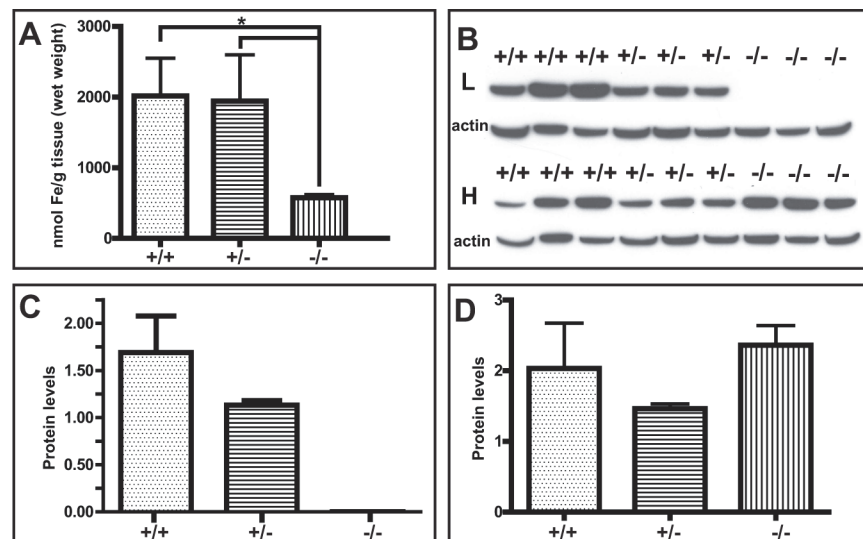 A
*
3000
2000
1000
0
nmol Fe/g tissue (wet weight)
+/+ +/- -/-
B
+/+ +/+ +/+ +/- +/- +/- -/- -/- -/-
L
actin
+/+ +/+ +/+ +/- +/- +/- -/- -/- -/-
H
actin
C
2.00
1.50
1.00
0.50
0.00
Protein levels
+/+ +/- -/-
D
3
2
1
0
Protein levels
+/+ +/- -/-